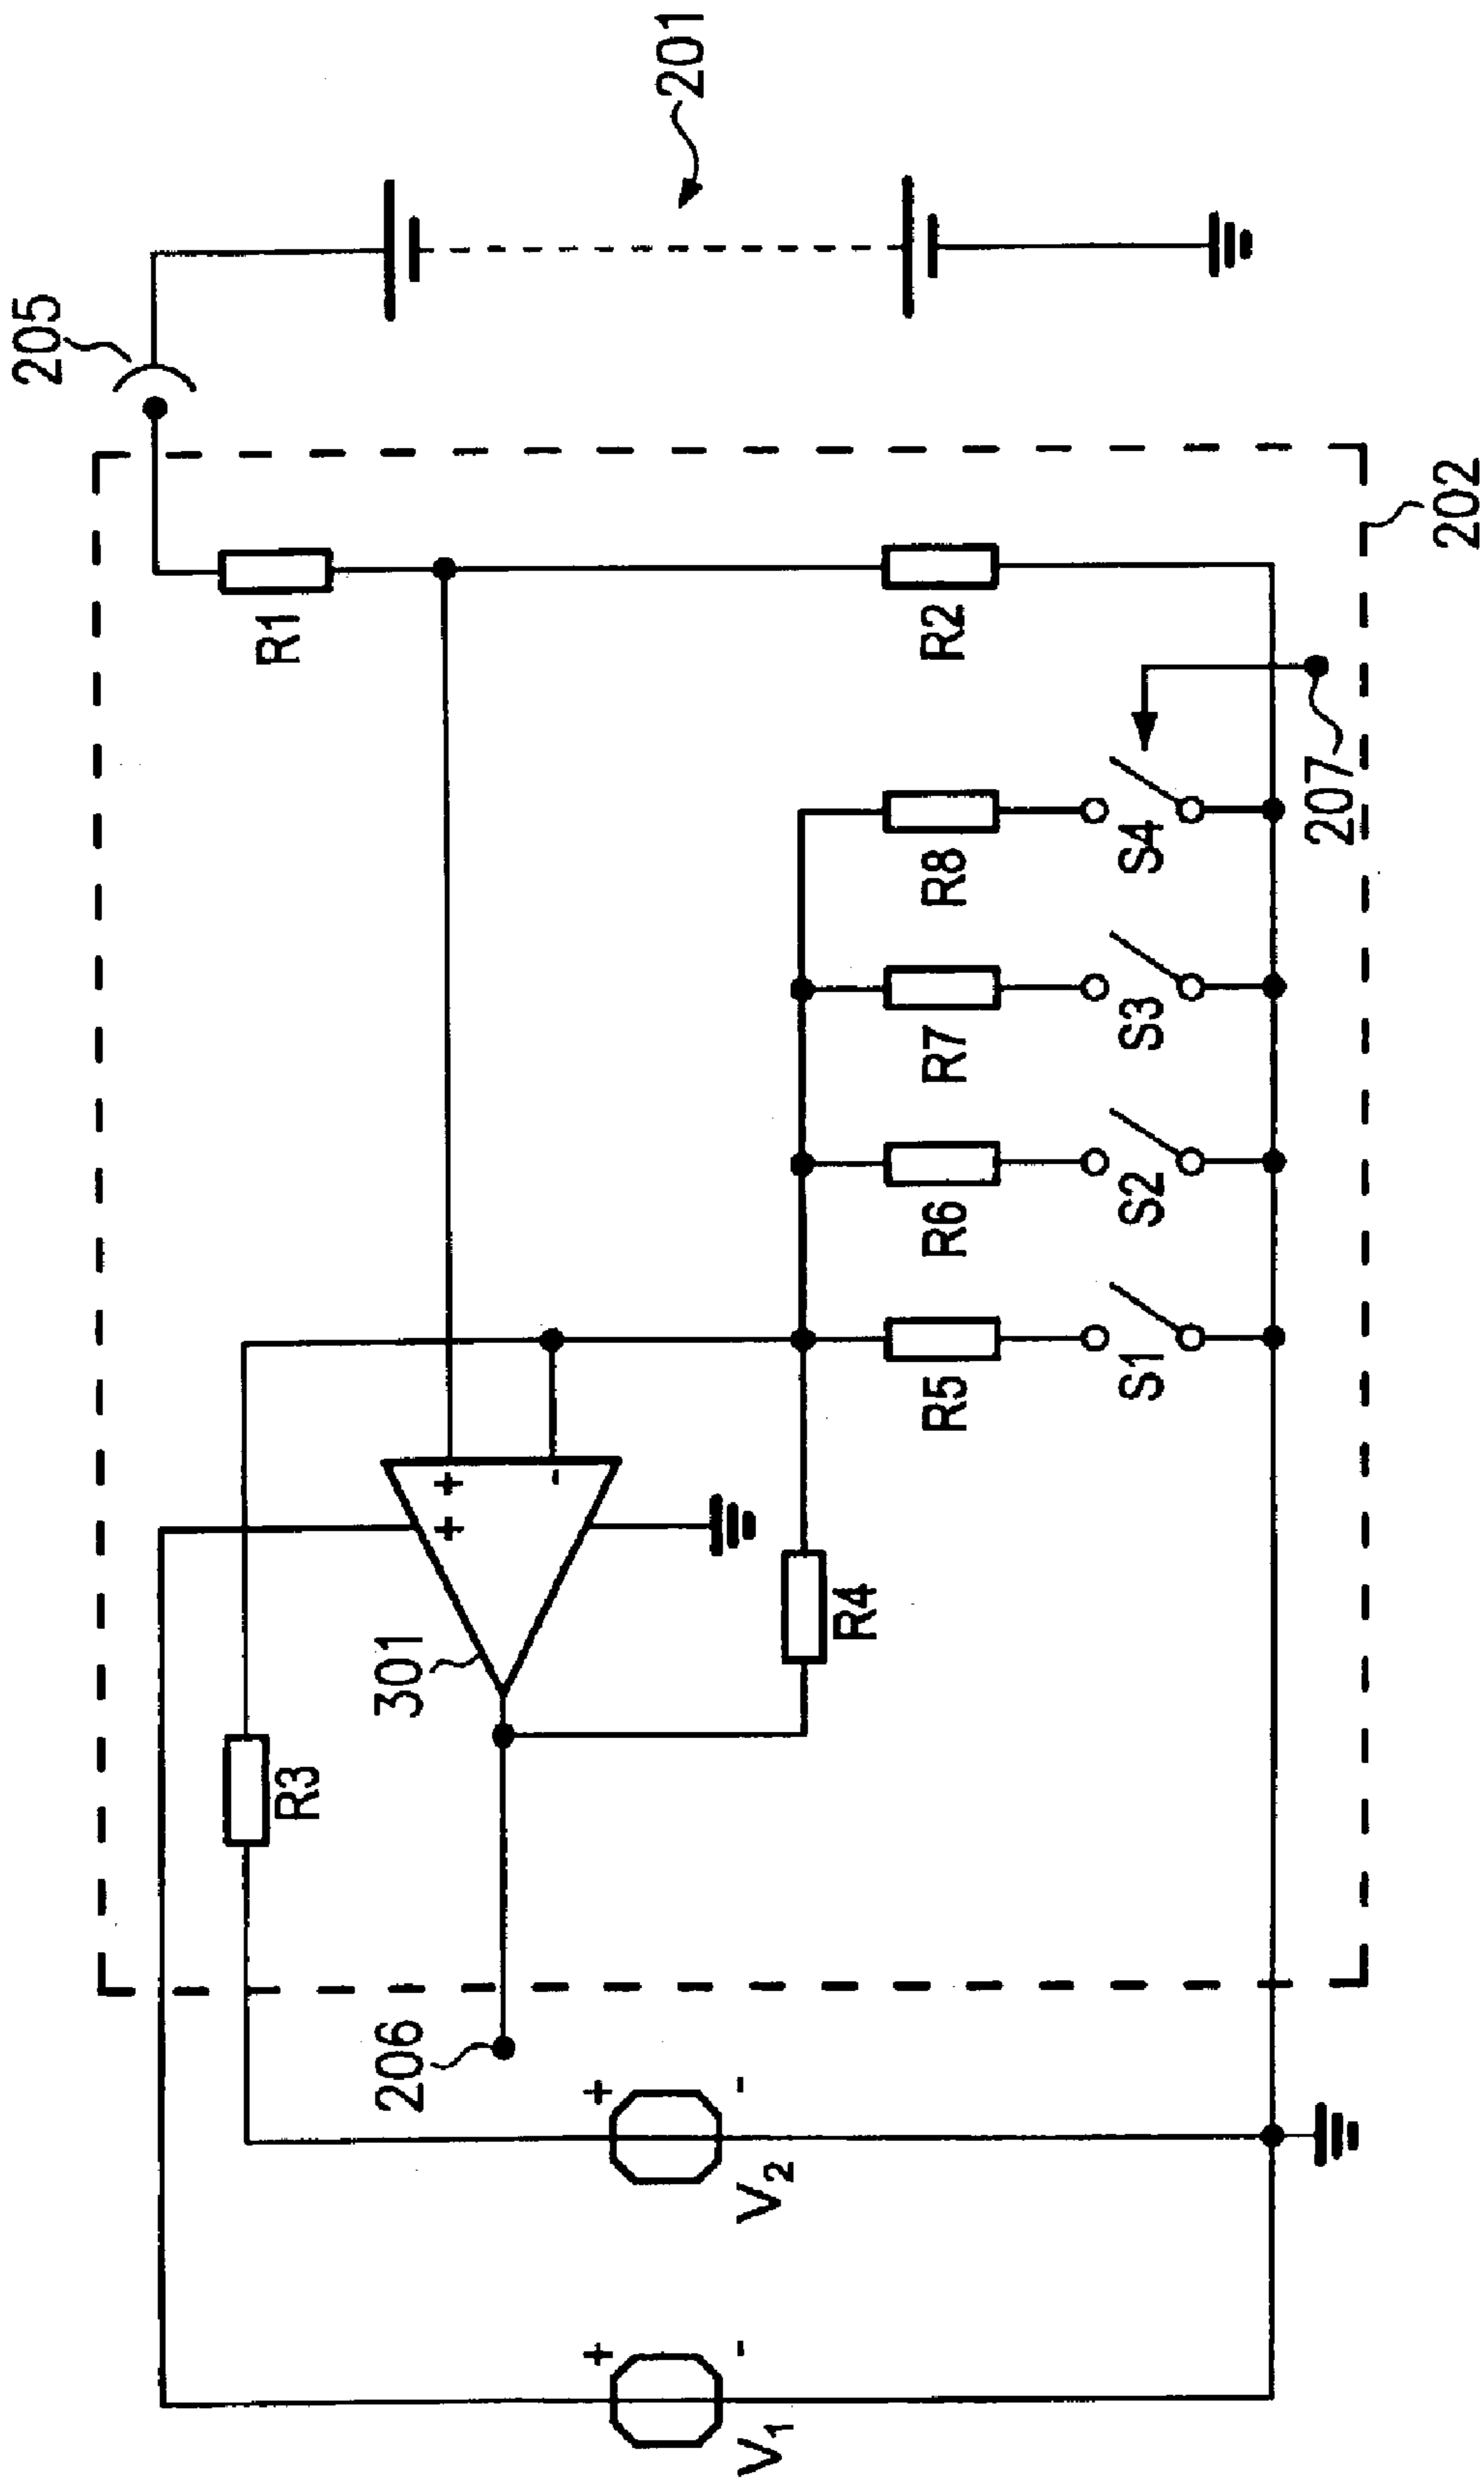 201
205
202
R1
R2
207
R8
S4
R7
S3
R6
S2
R5
S1
+
+
-
301
R4
R3
206
+
-
V2
+
-
V1